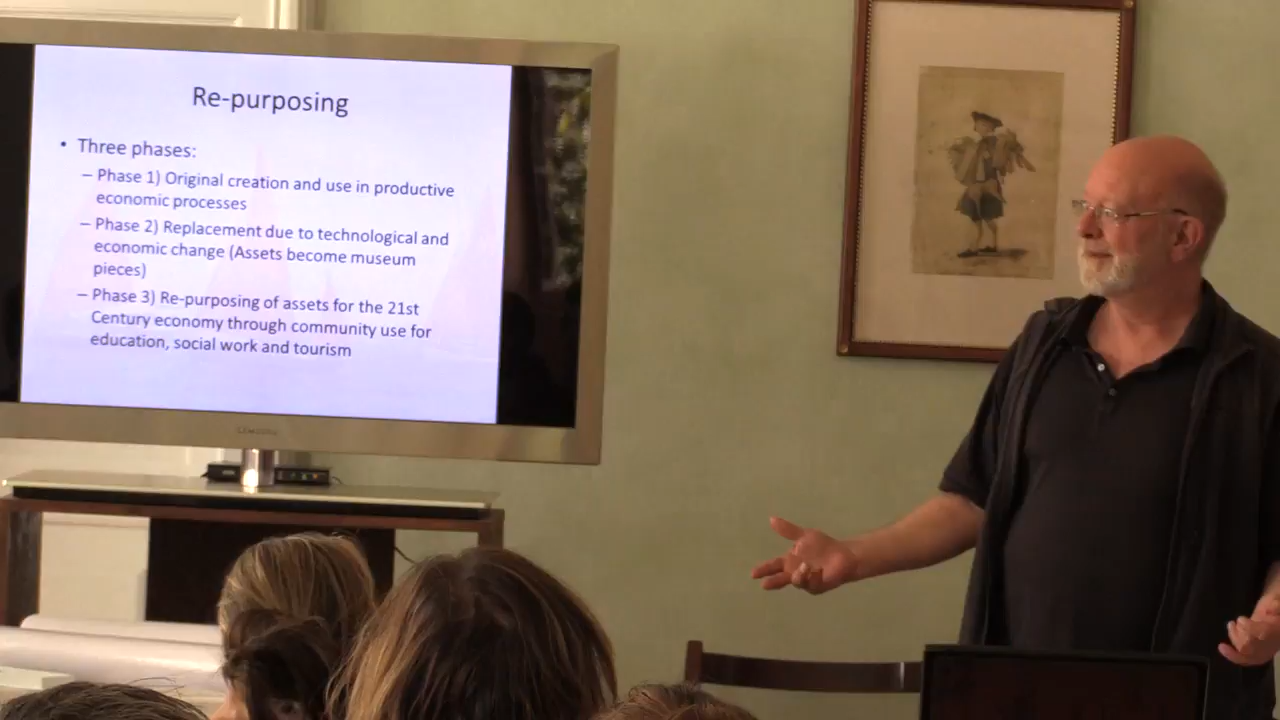 Re-purposing
• Three phases:
– Phase 1) Original creation and use in productive
economic processes
– Phase 2) Replacement due to technological and
economic change (Assets become museum
pieces)
– Phase 3) Re-purposing of assets for the 21st
Century economy through community use for
education, social work and tourism
SAMSUNG